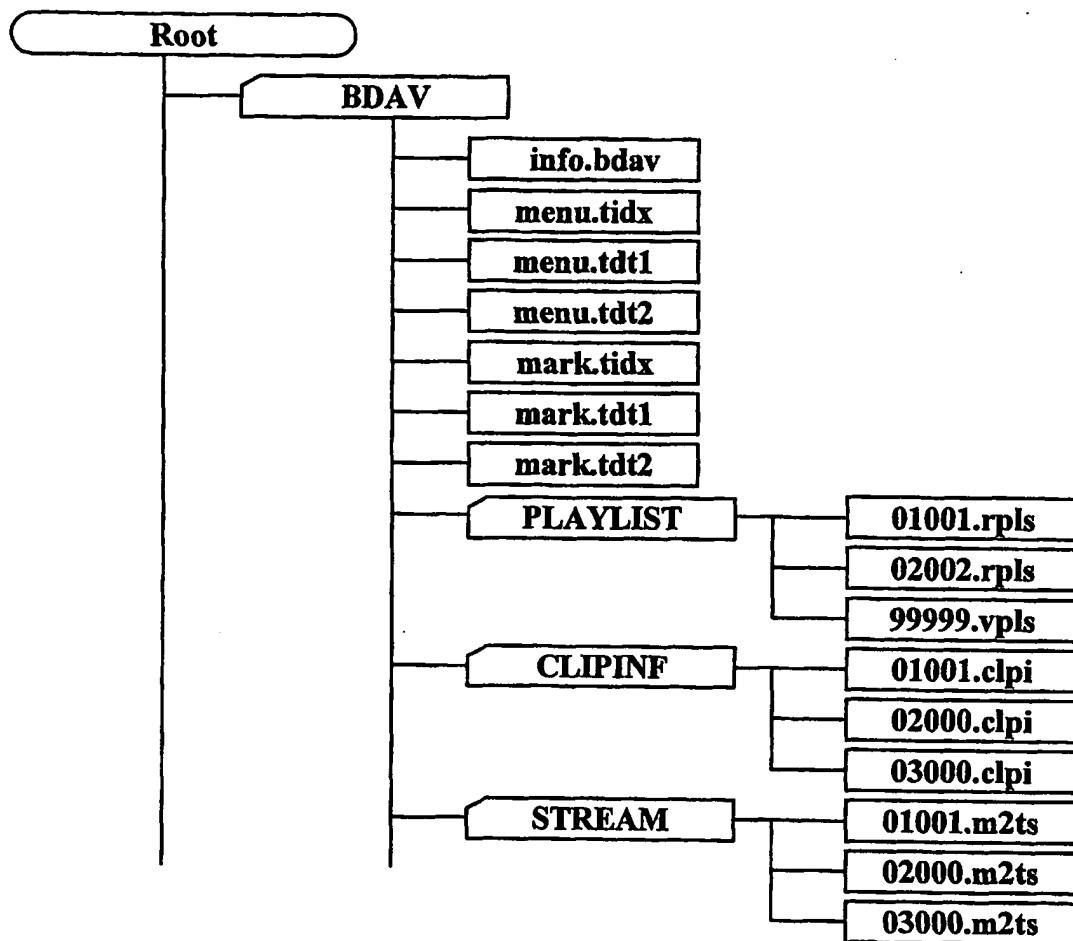 Root
BDAV
info.bdav
menu.tidx
menu.tdt1
menu.tdt2
mark.tidx
mark.tdt1
mark.tdt2
PLAYLIST
01001.rpls
02002.rpls
99999.vpls
CLIPINF
01001.clpi
02000.clpi
03000.clpi
STREAM
01001.m2ts
02000.m2ts
03000.m2ts